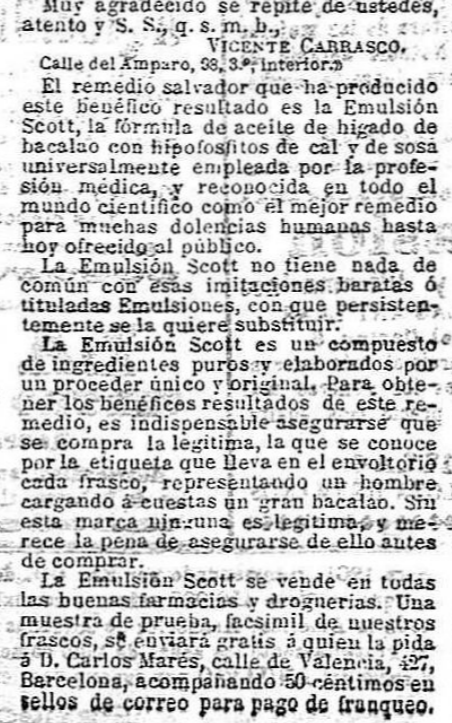 Muy agradecido se repite de ustedes,
atento y S. S., q. s. m. b.,
VICENTE CARRASCO.
Calle del Amparo, 98, 3.º, interior.»
El remedio salvador que ha producido
este benéfico resultado es la Emulsión
Scott, la fórmula de aceite de hígado de
bacalao con hipofosfitos de cal y de sosa
universalmente empleada por la profe-
sión médica, y reconocida en todo el
mundo científico como el mejor remedio
para muchas dolencias humanas hasta
hoy ofrecido al público.
La Emulsión Scott no tiene nada de
común con esas imitaciones baratas ó
tituladas Emulsiones, con que persisten-
temente se la quiere substituir.
La Emulsión Scott es un compuesto
de ingredientes puros y elaborados por
un proceder único y original. Para obte-
ner los benéficos resultados de este re-
medio, es indispensable asegurarse que
se compra la legítima, la que se conoce
por la etiqueta que lleva en el envoltorio
cada frasco, representando un hombre
cargando á cuestas un gran bacalao. Sin
esta marca ninguna es legítima, y me-
rece la pena de asegurarse de ello antes
de comprar.
La Emulsión Scott se vende en todas
las buenas farmacias y droguerías. Una
muestra de prueba, facsímil de nuestros
frascos, se enviará gratis á quien la pida
á D. Carlos Marés, calle de Valencia, 427,
Barcelona, acompañando 50 céntimos en
sellos de correo para pago de franqueo.